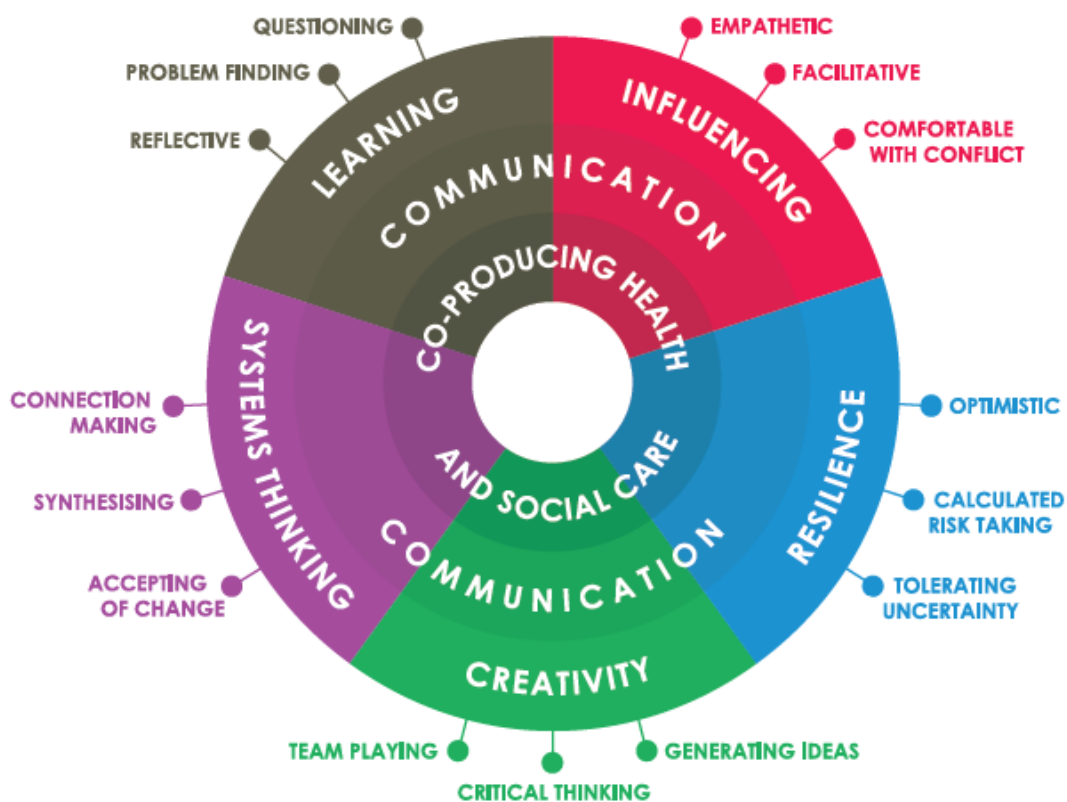 QUESTIONING
PROBLEM FINDING
REFLECTIVE
LEARNING
EMPATHETIC
FACILITATIVE
COMFORTABLE
WITH CONFLICT
INFLUENCING
COMMUNICATION
CO-PRODUCING HEALTH
AND SOCIAL CARE
COMMUNICATION
SYSTEMS THINKING
CONNECTION
MAKING
SYNTHESISING
ACCEPTING
OF CHANGE
RESILIENCE
OPTIMISTIC
CALCULATED
RISK TAKING
TOLERATING
UNCERTAINTY
CREATIVITY
TEAM PLAYING
CRITICAL THINKING
GENERATING IDEAS